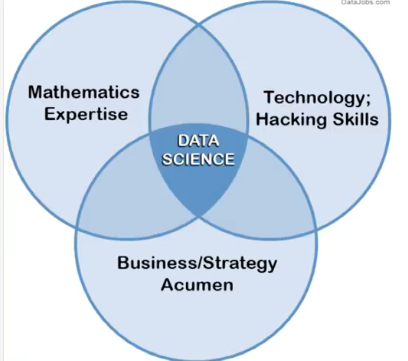 DataJobs.com
Mathematics
Expertise
Technology;
Hacking Skills
DATA
SCIENCE
Business/Strategy
Acumen